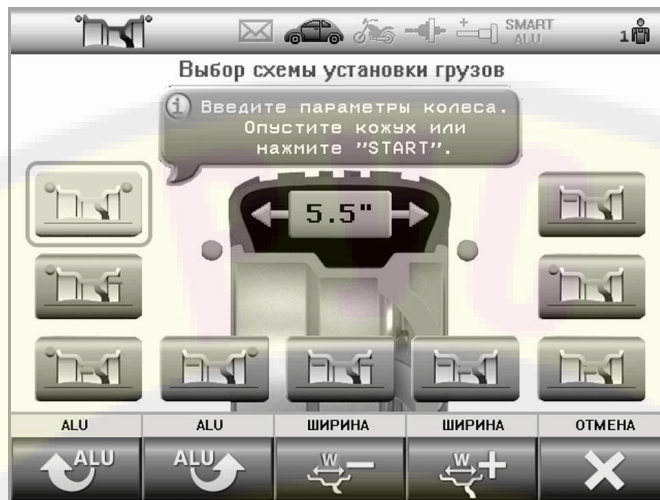 SMART
ALU
1
Выбор схемы установки грузов
Введите параметры колеса.
Опустите кожух или
нажмите "START".
5.5"
ALU
ALU
ШИРИНА
ШИРИНА
ОТМЕНА
ALU
ALU
W
W